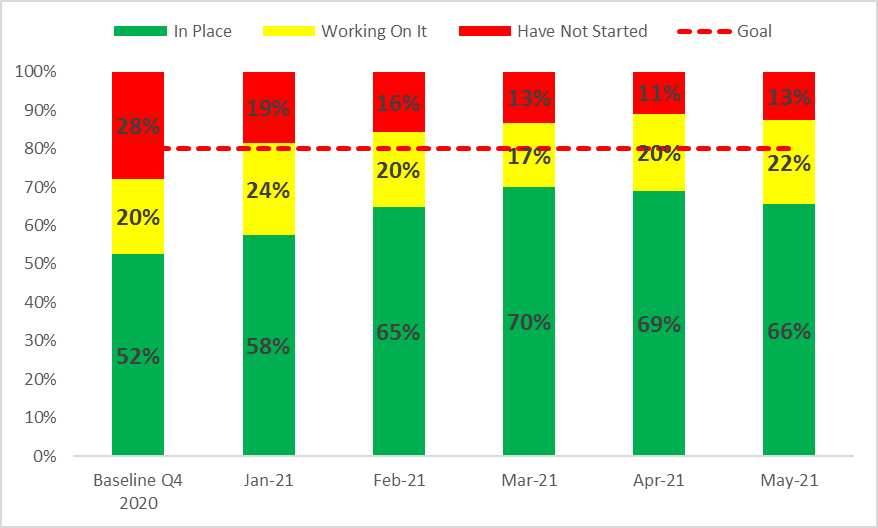 In Place Working On It Have Not Started Goal
100%
90%
80%
70%
60%
50%
40%
30%
20%
10%
0%
28% 19% 16% 13% 11% 13%
20% 24% 20% 17% 20% 22%
52% 58% 65% 70% 69% 66%
Baseline Q4 Jan-21 Feb-21 Mar-21 Apr-21 May-21
2020